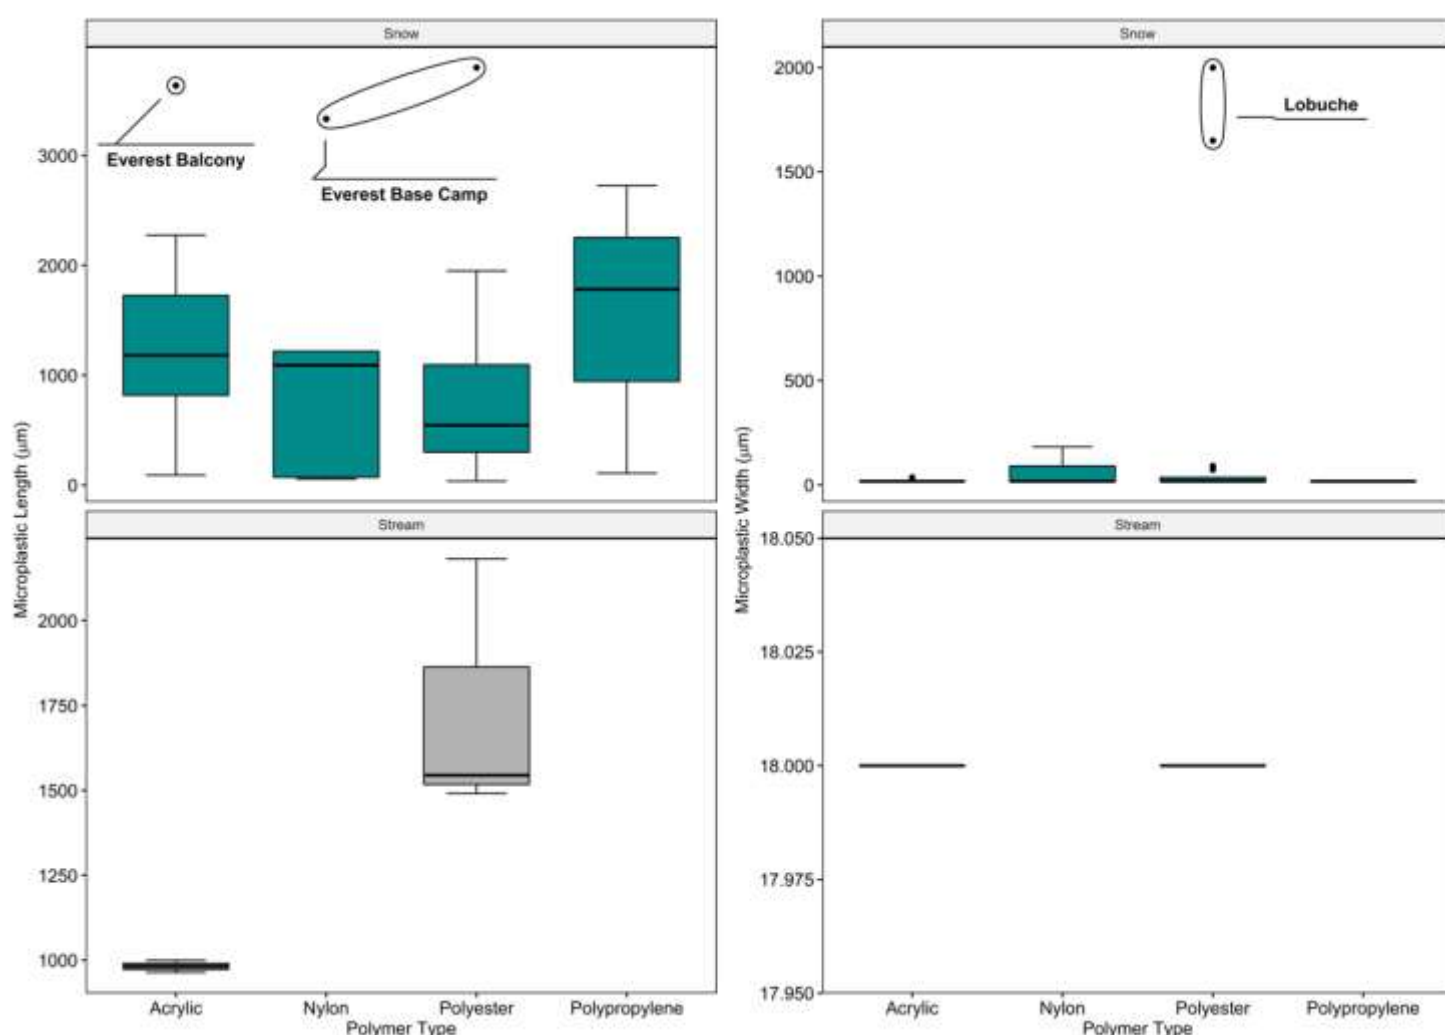 Snow
Everest Balcony
Everest Base Camp
3000
2000
1000
0
Stream
2000
1750
1500
1250
1000
Microplastic Length (μm)
Acrylic Nylon Polyester Polypropylene
Polymer Type
Snow
Lobuche
2000
1500
1000
500
0
Stream
18.050
18.025
18.000
17.975
17.950
Microplastic Width (μm)
Acrylic Nylon Polyester Polypropylene
Polymer Type